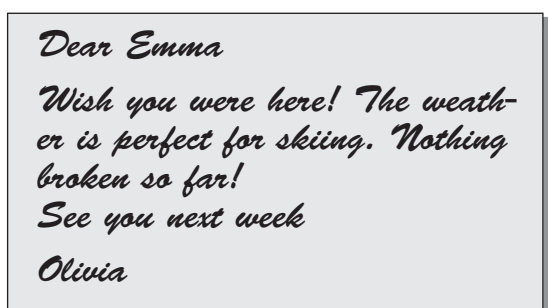 Dear Emma
Wish you were here! The weath-
er is perfect for skiing. Nothing
broken so far!
See you next week
Olivia